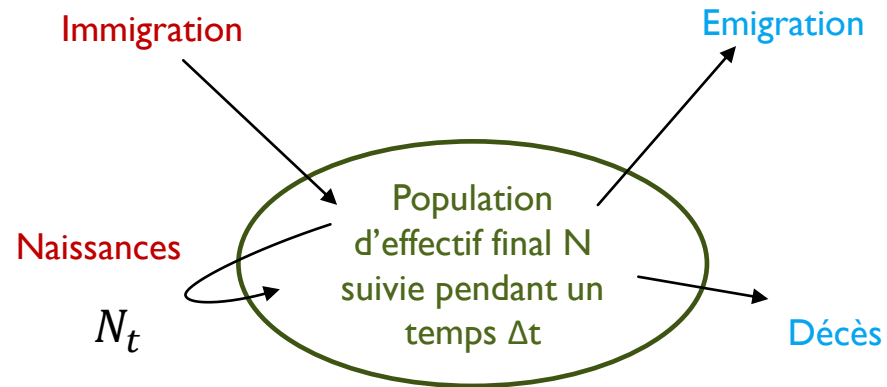 Immigration
Emigration
Population
d'effectif final N
suivie pendant un
temps Δt
Naissances
N_t
Décès